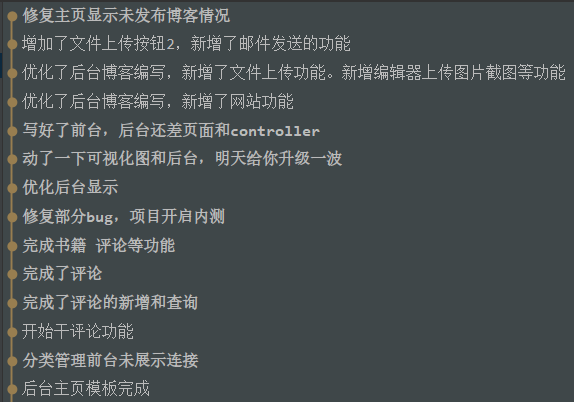 修复主页显示未发布博客情况
增加了文件上传按钮2，新增了邮件发送的功能
优化了后台博客编写，新增了文件上传功能。新增编辑器上传图片截图等功能
优化了后台博客编写，新增了网站功能
写好了前台，后台还差页面和controller
动了一下可视化图和后台，明天给你升级一波
优化后台显示
修复部分bug，项目开启内测
完成书籍 评论等功能
完成了评论
完成了评论的新增和查询
开始干评论功能
分类管理前台未展示连接
后台主页模板完成